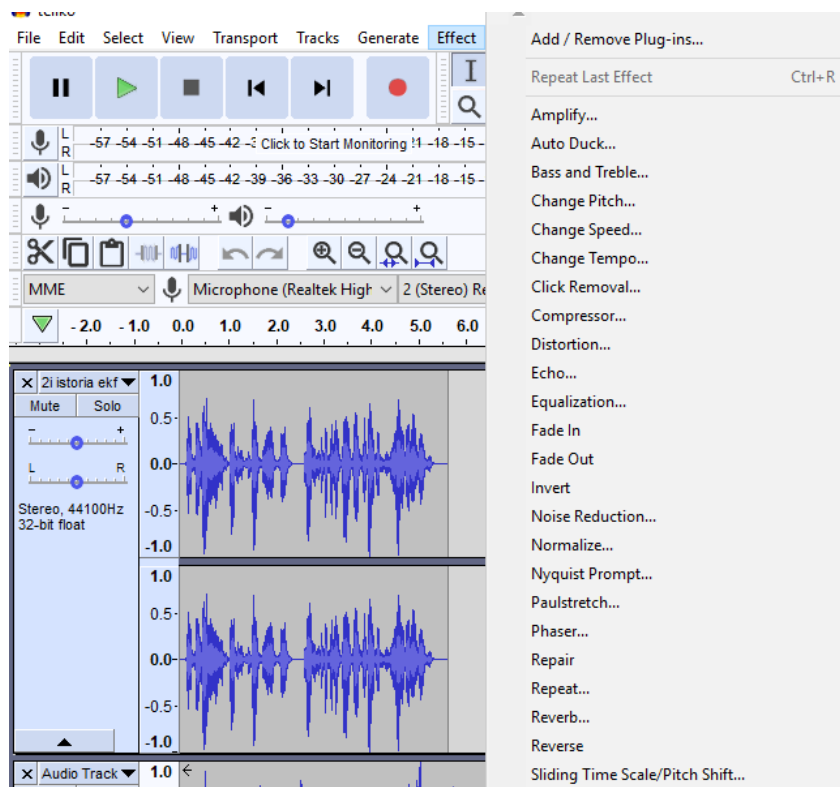 teliko
File Edit Select View Transport Tracks Generate Effect
L
R
-57 -54 -51 -48 -45 -42 -3 Click to Start Monitoring !1 -18 -15 -
L
R
-57 -54 -51 -48 -45 -42 -39 -36 -33 -30 -27 -24 -21 -18 -15 -
- +
- +
MME
Microphone (Realtek High
2 (Stereo) Re
-2.0 -1.0 0.0 1.0 2.0 3.0 4.0 5.0 6.0
X 2i istoria ekf
Mute Solo
- +
L R
Stereo, 44100Hz
32-bit float
1.0
0.5-
0.0-
-0.5-
-1.0
1.0
0.5-
0.0-
-0.5-
-1.0
X Audio Track
1.0
Add / Remove Plug-ins...
Repeat Last Effect Ctrl+R
Amplify...
Auto Duck...
Bass and Treble...
Change Pitch...
Change Speed...
Change Tempo...
Click Removal...
Compressor...
Distortion...
Echo...
Equalization...
Fade In
Fade Out
Invert
Noise Reduction...
Normalize...
Nyquist Prompt...
Paulstretch...
Phaser...
Repair
Repeat...
Reverb...
Reverse
Sliding Time Scale/Pitch Shift...